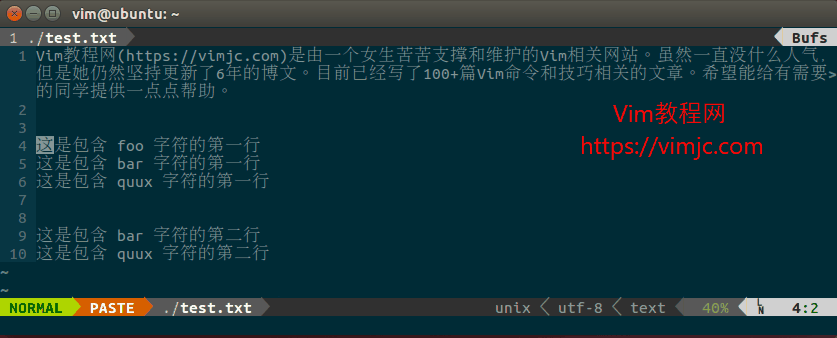 vim@ubuntu: ~
1 ./test.txt Bufs
1 Vim教程网(https://vimjc.com)是由一个女生苦苦支撑和维护的Vim相关网站。虽然一直没什么人气，
但是她仍然坚持更新了6年的博文。目前已经写了100+篇Vim命令和技巧相关的文章。希望能给有需要>
的同学提供一点点帮助。
2
3
4 这是包含 foo 字符的第一行
5 这是包含 bar 字符的第一行
6 这是包含 quux 字符的第一行
7
8
9 这是包含 bar 字符的第二行
10 这是包含 quux 字符的第二行
~
~
Vim教程网
https://vimjc.com
NORMAL PASTE ./test.txt unix utf-8 text 40% LN 4:2